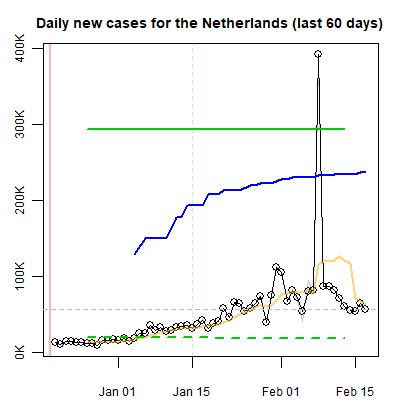 Daily new cases for the Netherlands (last 60 days)
400K
300K
200K
100K
0K
Jan 01 Jan 15 Feb 01 Feb 15